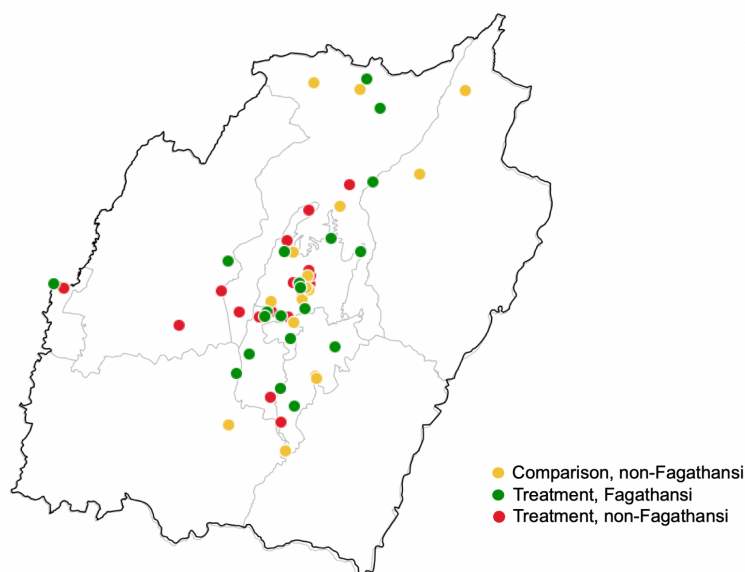 Comparison, non-Fagathansi
Treatment, Fagathansi
Treatment, non-Fagathansi